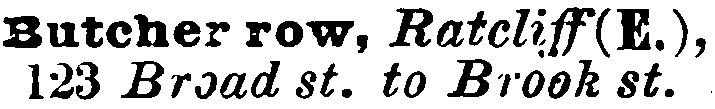 Butcher row, Ratcliff (E.),
123 Broad st. to Brook st.